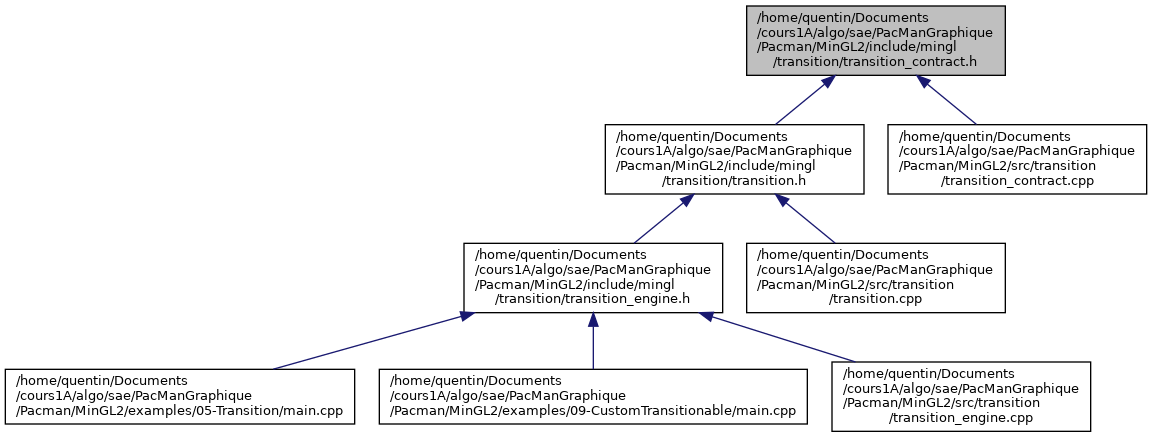 /home/quentin/Documents
/cours1A/algo/sae/PacManGraphique
/Pacman/MinGL2/include/mingl
/transition/transition_contract.h
/home/quentin/Documents
/cours1A/algo/sae/PacManGraphique
/Pacman/MinGL2/include/mingl
/transition/transition.h
/home/quentin/Documents
/cours1A/algo/sae/PacManGraphique
/Pacman/MinGL2/src/transition
/transition_contract.cpp
/home/quentin/Documents
/cours1A/algo/sae/PacManGraphique
/Pacman/MinGL2/include/mingl
/transition/transition_engine.h
/home/quentin/Documents
/cours1A/algo/sae/PacManGraphique
/Pacman/MinGL2/src/transition
/transition.cpp
/home/quentin/Documents
/cours1A/algo/sae/PacManGraphique
/Pacman/MinGL2/examples/05-Transition/main.cpp
/home/quentin/Documents
/cours1A/algo/sae/PacManGraphique
/Pacman/MinGL2/examples/09-CustomTransitionable/main.cpp
/home/quentin/Documents
/cours1A/algo/sae/PacManGraphique
/Pacman/MinGL2/src/transition
/transition_engine.cpp